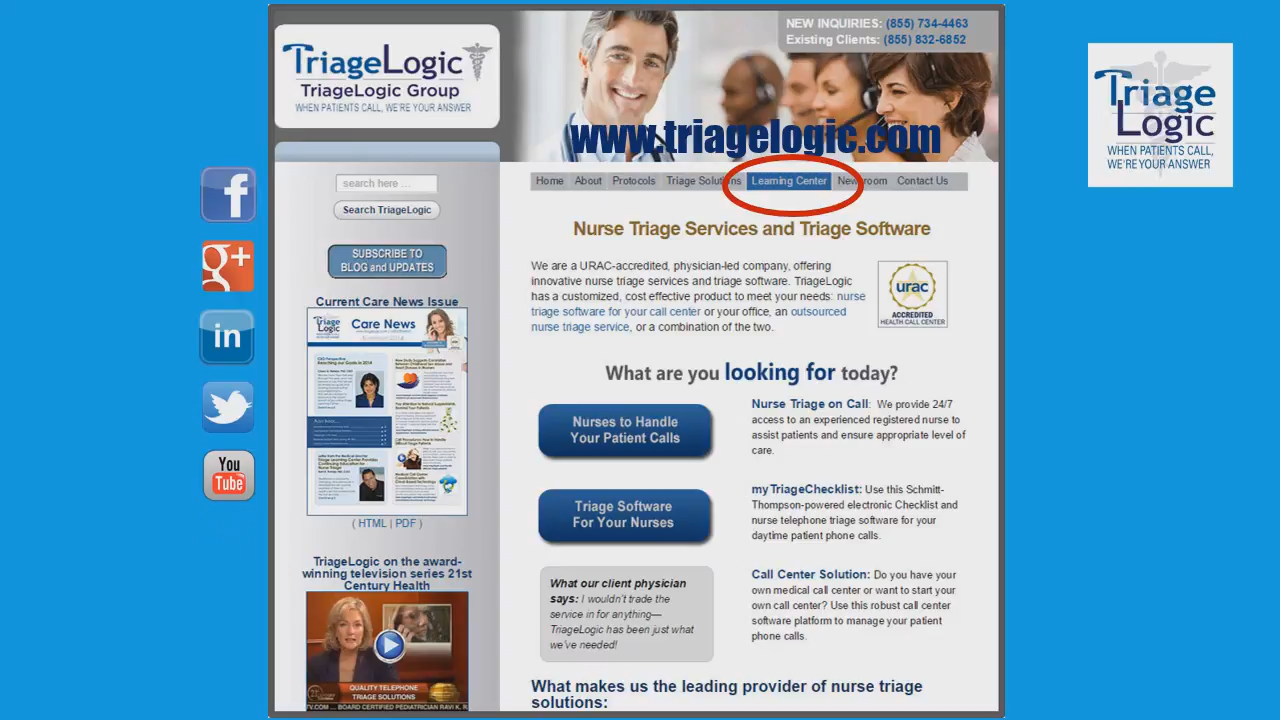 NEW INQUIRIES: (855) 734-4463
Existing Clients: (855) 832-6852
TriageLogic
TriageLogic Group
WHEN PATIENTS CALL, WE'RE YOUR ANSWER
www.triagelogic.com
Triage
Logic
WHEN PATIENTS CALL,
WE'RE YOUR ANSWER
Home About Protocols Triage Solutions Learning Center Newsroom Contact Us
search here ...
Search TriageLogic
SUBSCRIBE TO
BLOG and UPDATES
Current Care News Issue
Triage
Logic
Care News
( HTML | PDF )
TriageLogic on the award-
winning television series 21st
Century Health
QUALITY TELEPHONE
TRIAGE SOLUTIONS
TV.COM ... BOARD CERTIFIED PEDIATRICIAN RAVI K. R
Nurse Triage Services and Triage Software
We are a URAC-accredited, physician-led company, offering
innovative nurse triage services and triage software. TriageLogic
has a customized, cost effective product to meet your needs: nurse
triage software for your call center or your office, an outsourced
nurse triage service, or a combination of the two.
urac
ACCREDITED
HEALTH CALL CENTER
What are you looking for today?
Nurses to Handle
Your Patient Calls
Nurse Triage on Call: We provide 24/7
access to an experienced registered nurse to
assist patients and ensure appropriate level of
care.
Triage Software
For Your Nurses
myTriageChecklist: Use this Schmitt-
Thompson-powered electronic Checklist and
nurse telephone triage software for your
daytime patient phone calls.
What our client physician
says: I wouldn't trade the
service in for anything—
TriageLogic has been just what
we've needed!
Call Center Solution: Do you have your
own medical call center or want to start your
own call center? Use this robust call center
software platform to manage your patient
phone calls.
What makes us the leading provider of nurse triage
solutions:
f
g+
in
You
Tube